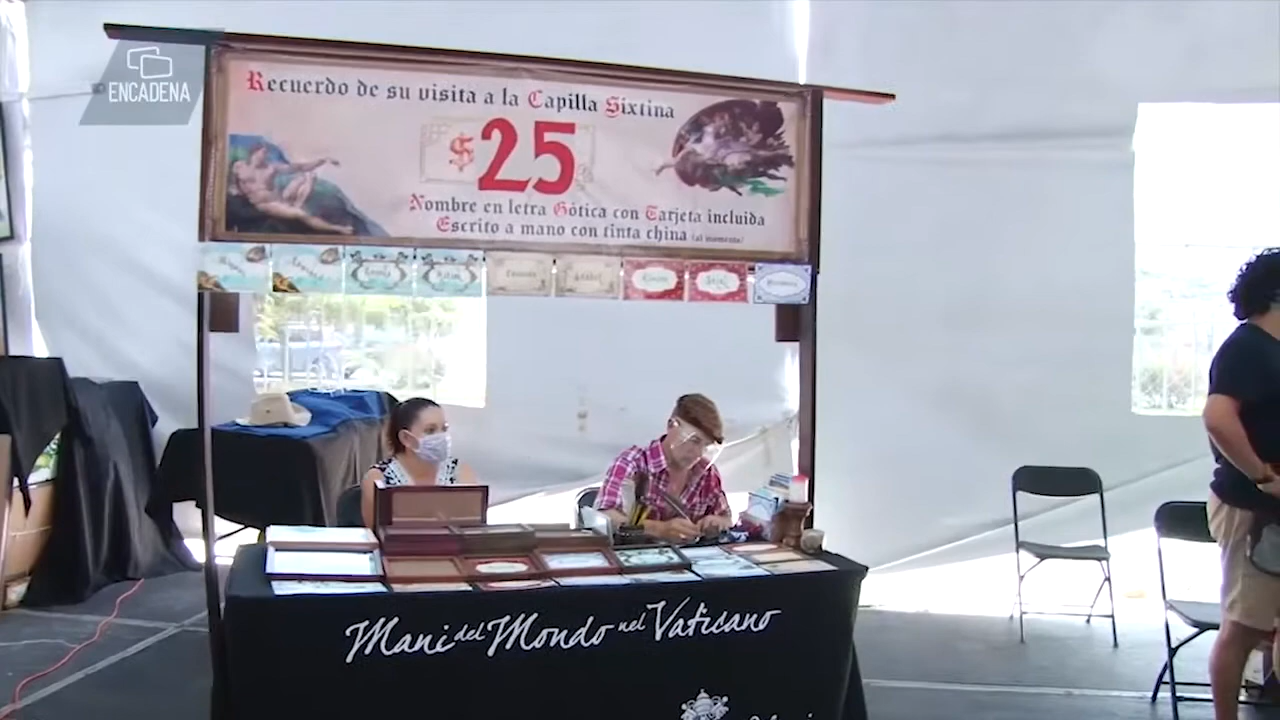 ENCADENA
Recuerdo de su visita a la Capilla Sixtina
$25
Nombre en letra Gótica con Tarjeta incluida
Escrito a mano con tinta china (al momento)
Mani del Mondo nel Vaticano